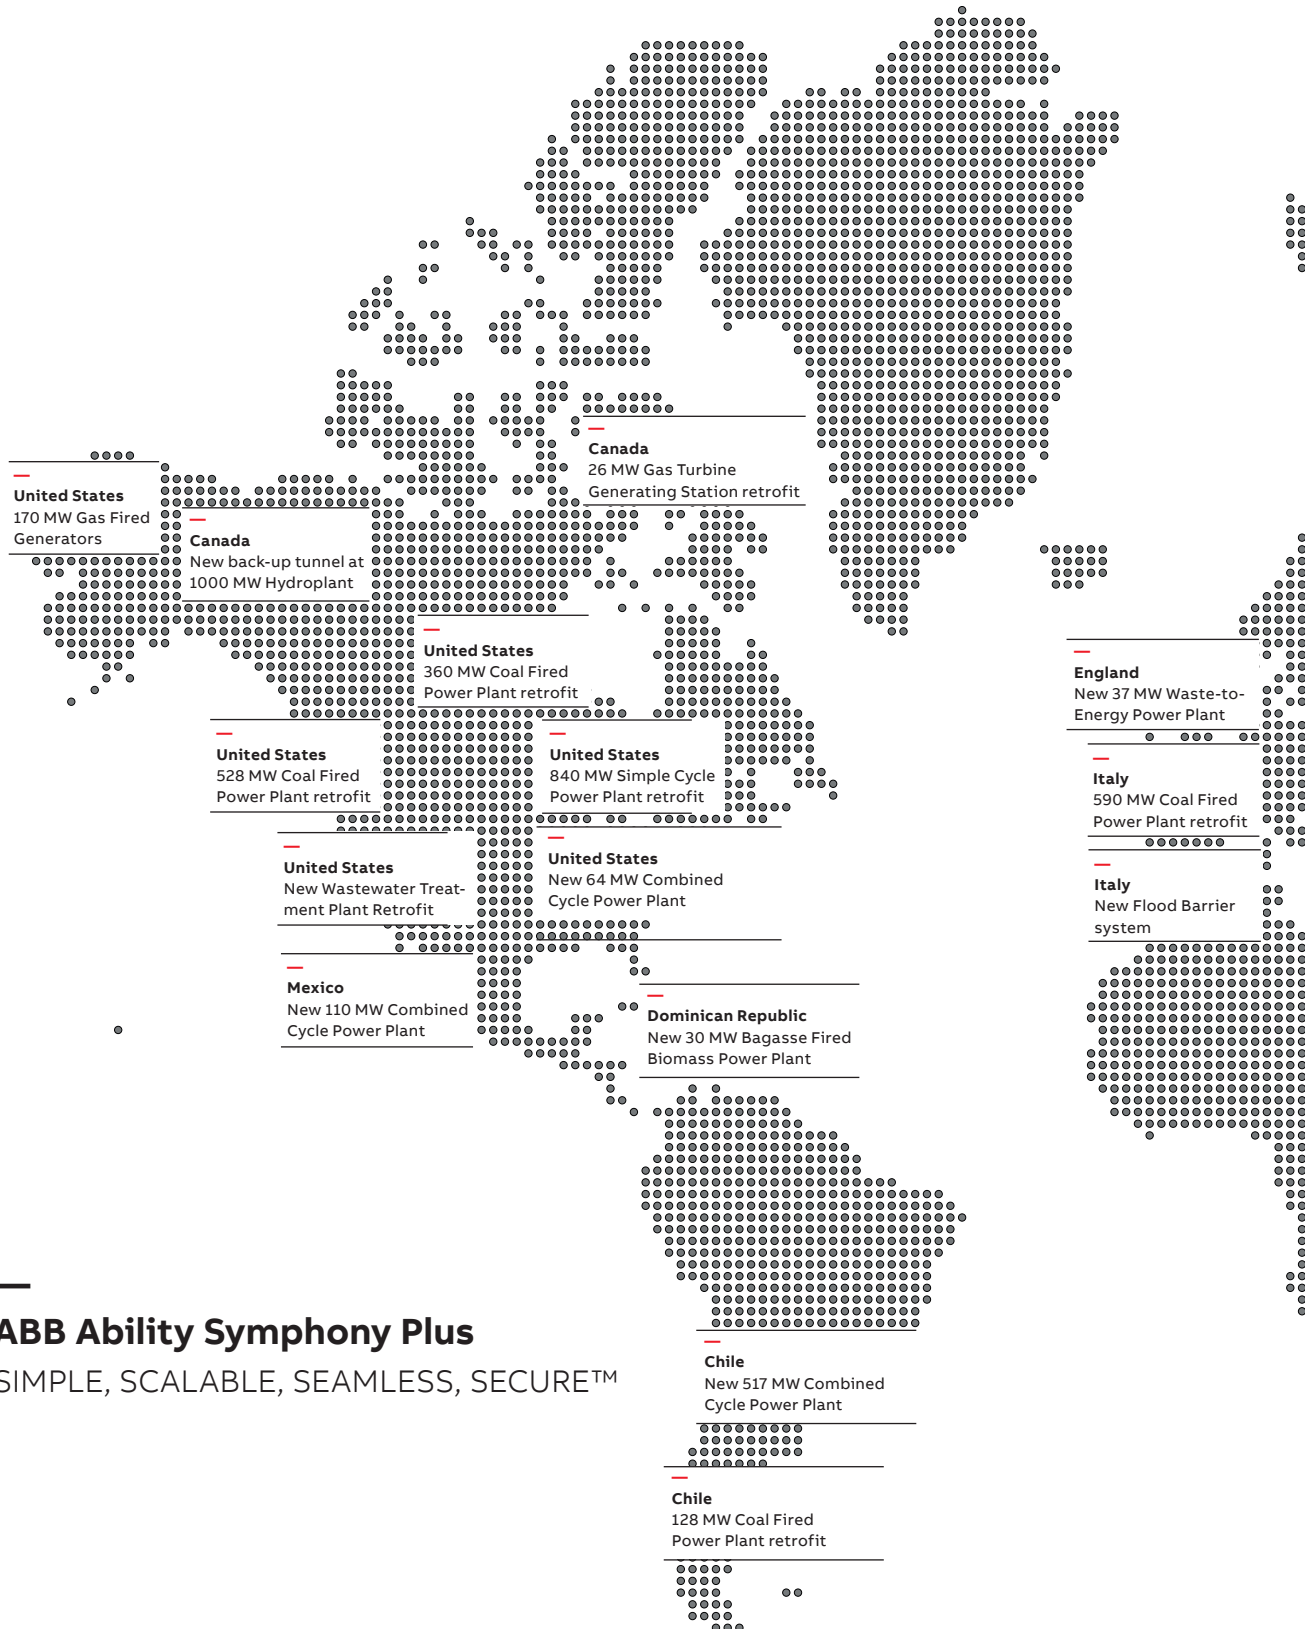 Canada
26 MW Gas Turbine
Generating Station retrofit
United States
170 MW Gas Fired
Generators
Canada
New back-up tunnel at
1000 MW Hydroplant
United States
360 MW Coal Fired
Power Plant retrofit
England
New 37 MW Waste-to-
Energy Power Plant
United States
528 MW Coal Fired
Power Plant retrofit
United States
840 MW Simple Cycle
Power Plant retrofit
Italy
590 MW Coal Fired
Power Plant retrofit
United States
New Wastewater Treat-
ment Plant Retrofit
United States
New 64 MW Combined
Cycle Power Plant
Italy
New Flood Barrier
system
Mexico
New 110 MW Combined
Cycle Power Plant
Dominican Republic
New 30 MW Bagasse Fired
Biomass Power Plant
ABB Ability Symphony Plus
SIMPLE, SCALABLE, SEAMLESS, SECURE™
Chile
New 517 MW Combined
Cycle Power Plant
Chile
128 MW Coal Fired
Power Plant retrofit